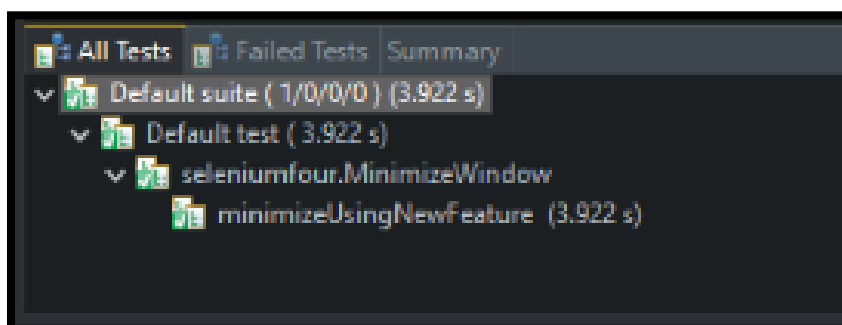 All Tests Failed Tests Summary
Default suite ( 1/0/0/0 ) (3.922 s)
Default test ( 3.922 s)
seleniumfour.MinimizeWindow
minimizeUsingNewFeature (3.922 s)